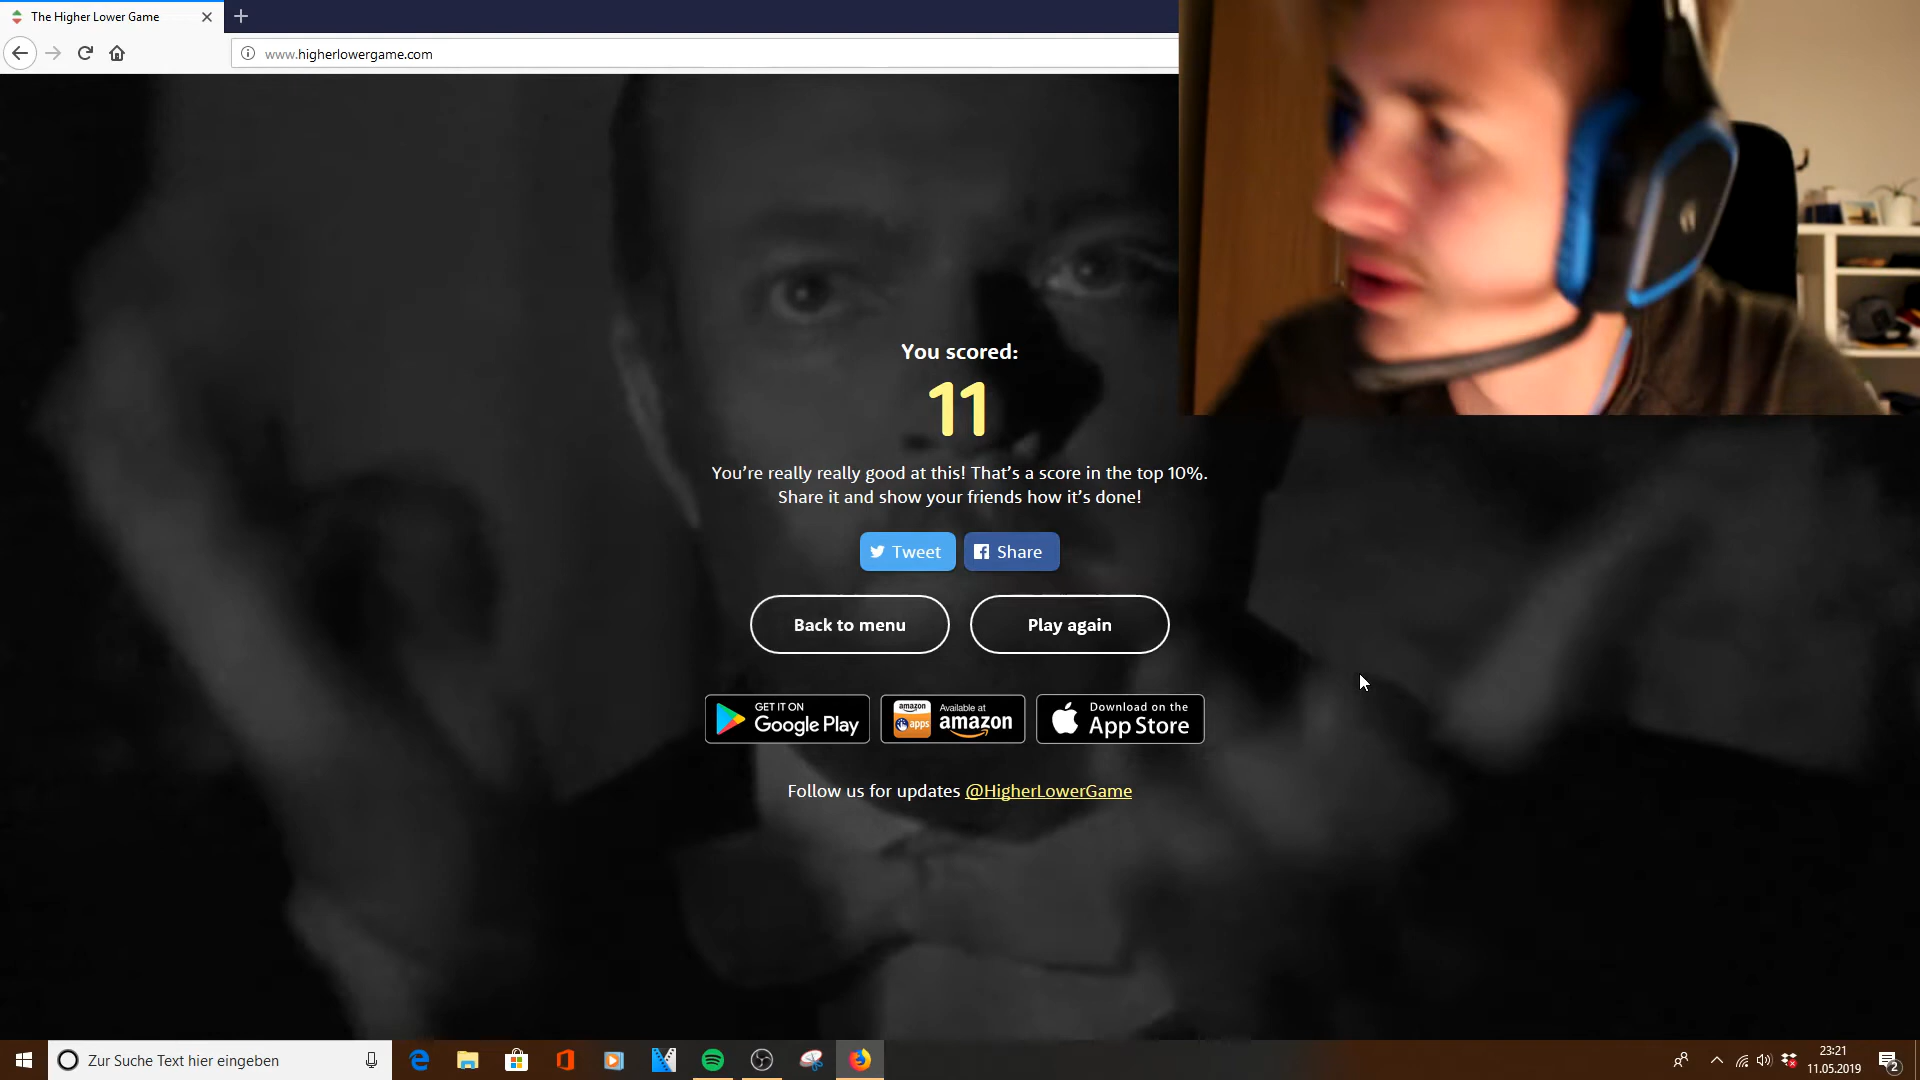 The Higher Lower Game
www.higherlowergame.com
You scored:
11
You’re really really good at this! That’s a score in the top 10%.
Share it and show your friends how it’s done!
Tweet
Share
Back to menu
Play again
GET IT ON
Google Play
amazon
apps
Available at
amazon
Download on the
App Store
Follow us for updates @HigherLowerGame
Zur Suche Text hier eingeben
23:21
11.05.2019
2